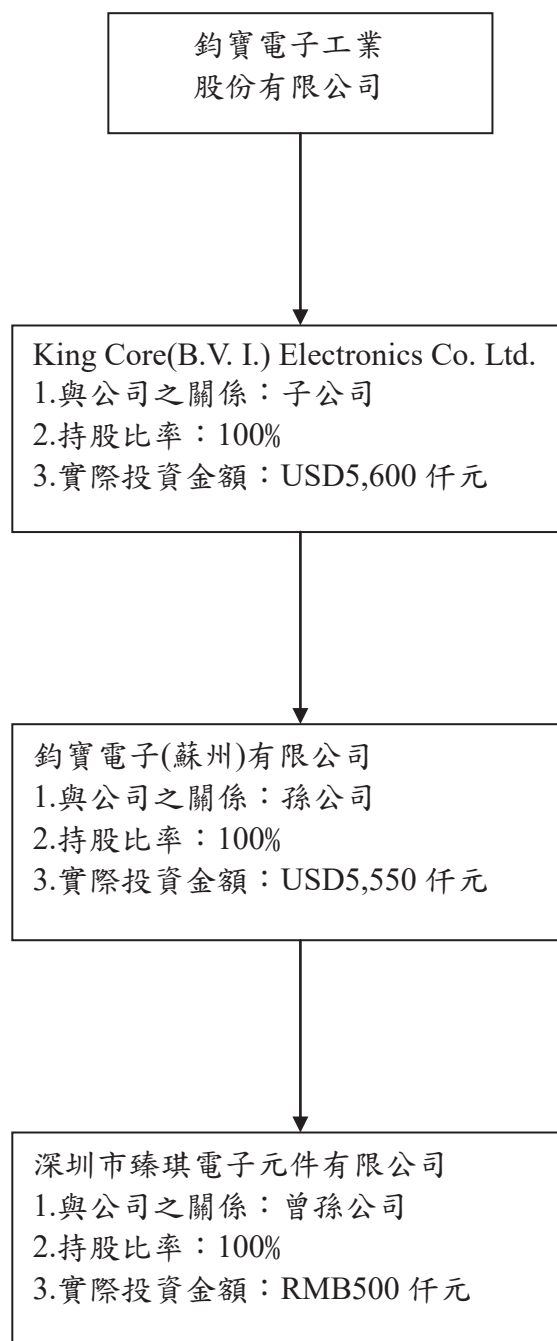 鈞寶電子工業
股份有限公司
King Core(B.V. I.) Electronics Co. Ltd.
1.與公司之關係：子公司
2.持股比率：100%
3.實際投資金額：USD5,600 仟元
鈞寶電子(蘇州)有限公司
1.與公司之關係：孫公司
2.持股比率：100%
3.實際投資金額：USD5,550 仟元
深圳市臻琪電子元件有限公司
1.與公司之關係：曾孫公司
2.持股比率：100%
3.實際投資金額：RMB500 仟元